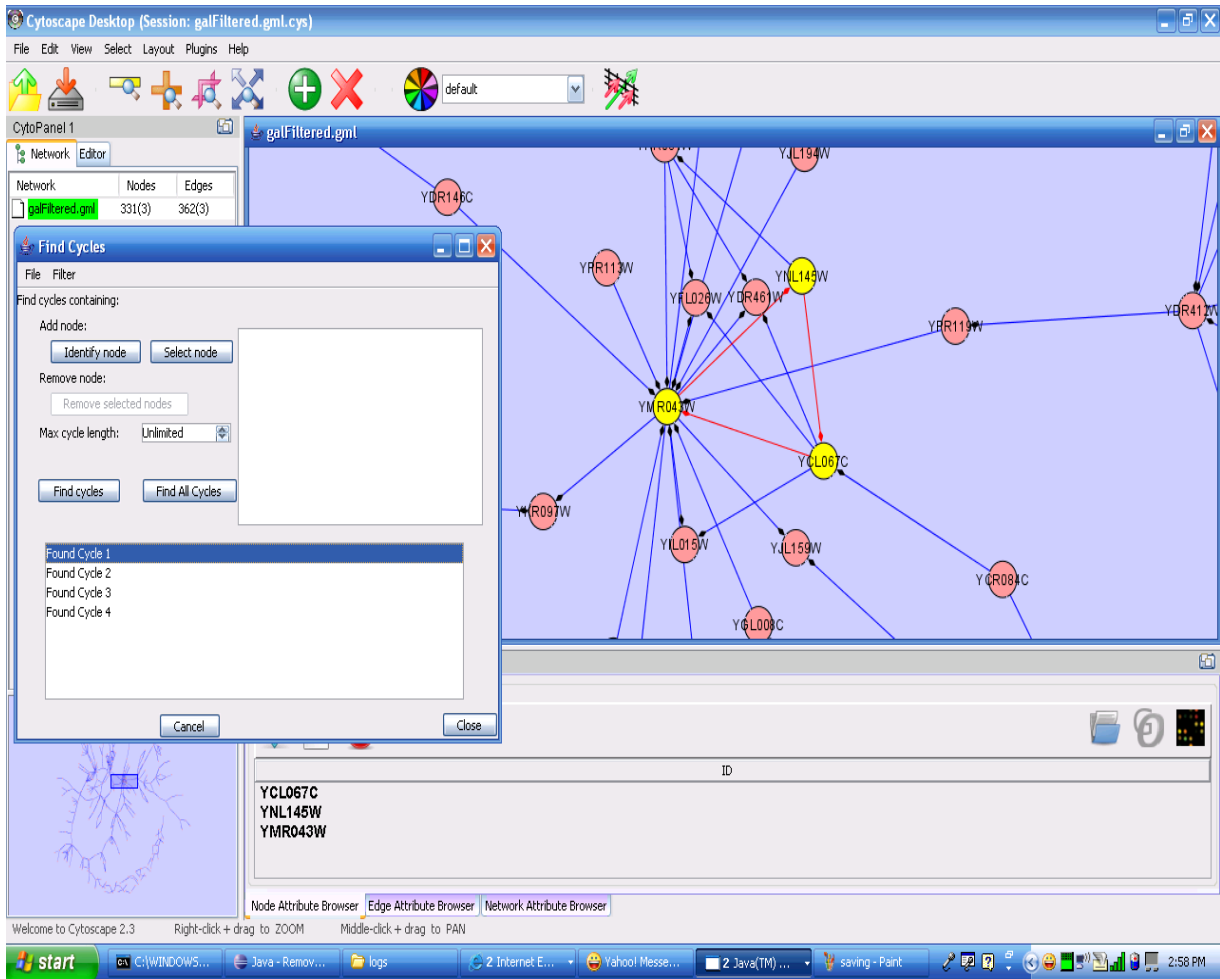 Cytoscape Desktop (Session: galFiltered.gml.cys)
File Edit View Select Layout Plugins Help
default
CytoPanel 1
Network Editor
Network Nodes Edges
galFiltered.gml 331(3) 362(3)
galFiltered.gml
YJL194W
YDR146C
YPR113W
YNL145W
YFL026W
YDR461W
YPR119W
YDR412W
YMR043W
YCL067C
YKR097W
YIL015W
YJL159W
YCR084C
YGL008C
Find Cycles
File Filter
Find cycles containing:
Add node:
Identify node Select node
Remove node:
Remove selected nodes
Max cycle length: Unlimited
Find cycles Find All Cycles
Found Cycle 1
Found Cycle 2
Found Cycle 3
Found Cycle 4
Cancel Close
ID
YCL067C
YNL145W
YMR043W
Node Attribute Browser Edge Attribute Browser Network Attribute Browser
Welcome to Cytoscape 2.3 Right-click + drag to ZOOM Middle-click + drag to PAN
start C:\WINDOWS... Java - Remov... logs 2 Internet E... Yahoo! Messe... 2 Java(TM) ... saving - Paint 2:58 PM